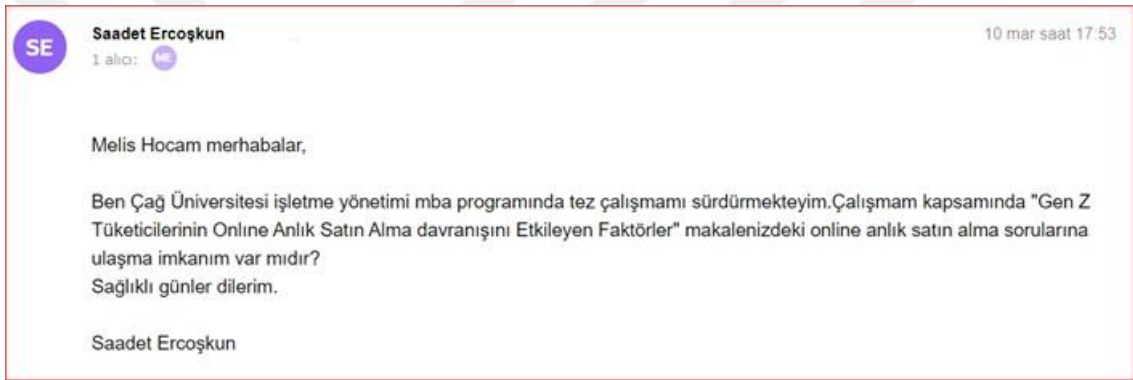 SE
Saadet Ercoşkun
10 mar saat 17:53
1 alıcı: ME
Melis Hocam merhabalar,
Ben Çağ Üniversitesi işletme yönetimi mba programında tez çalışmamı sürdürmekteyim.Çalışmam kapsamında "Gen Z
Tüketicilerinin Onlıne Anlık Satın Alma davranışını Etkileyen Faktörler" makalenizdeki online anlık satın alma sorularına
ulaşma imkanım var mıdır?
Sağlıklı günler dilerim.
Saadet Ercoşkun